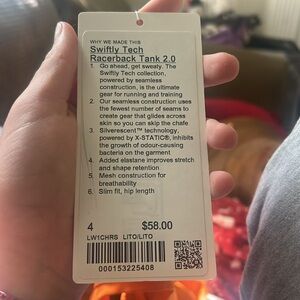 WHY WE MADE THIS
Swiftly Tech
Racerback Tank 2.0
1. Go ahead, get sweaty. The
Swiftly Tech collection,
powered by seamless
construction, is the ultimate
gear for running and training
2. Our seamless construction uses
the fewest number of seams to
create gear that glides across
skin so you can skip the chafe
3. Silverescent™ technology,
powered by X-STATIC®, inhibits
the growth of odour-causing
bacteria on the garment
4. Added elastane improves stretch
and shape retention
5. Mesh construction for
breathability
6. Slim fit, hip length
4 $58.00
LW1CHRS LITO/LITO
000153225408